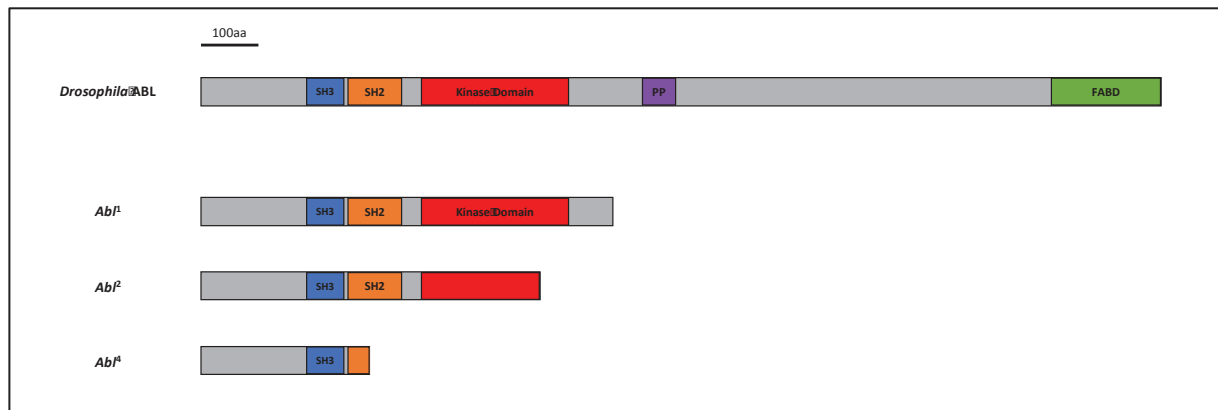 100aa
Drosophila ABL SH3 SH2 Kinase Domain PP FABD
Abl¹ SH3 SH2 Kinase Domain
Abl² SH3 SH2
Abl⁴ SH3